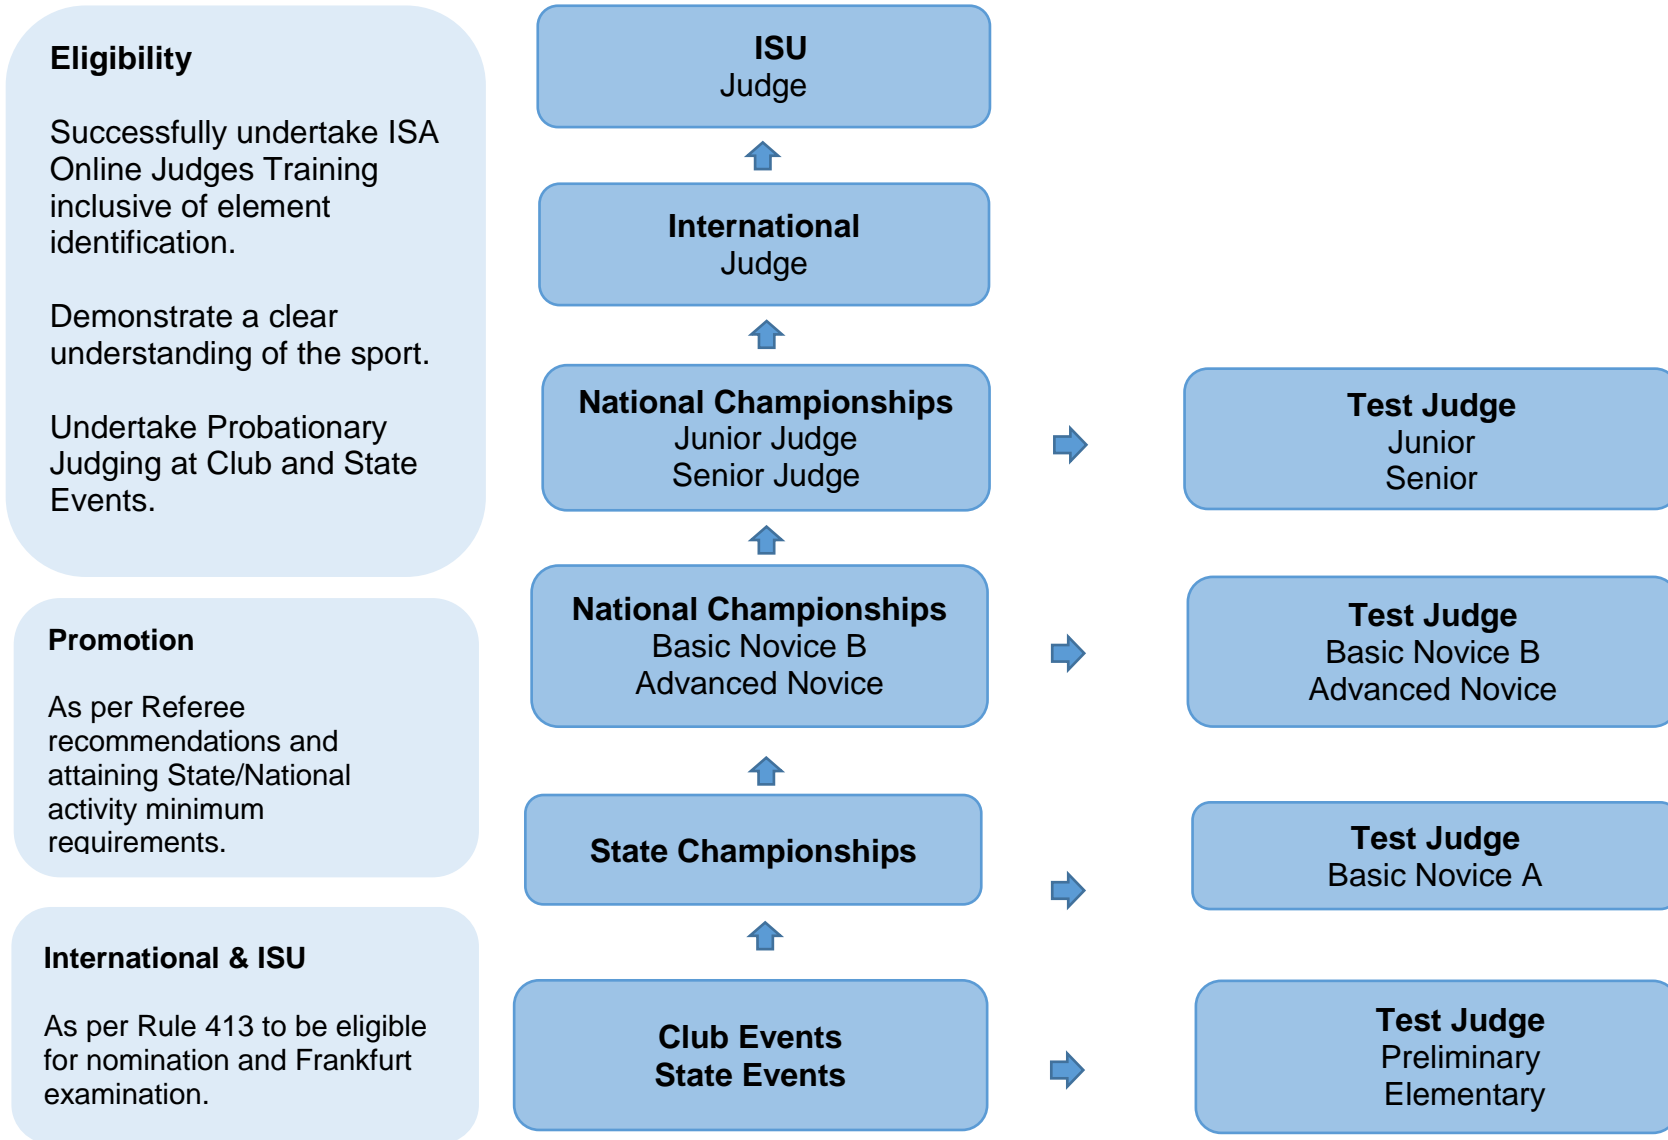 Eligibility
Successfully undertake ISA
Online Judges Training
inclusive of element
identification.
Demonstrate a clear
understanding of the sport.
Undertake Probationary
Judging at Club and State
Events.
Promotion
As per Referee
recommendations and
attaining State/National
activity minimum
requirements.
International & ISU
As per Rule 413 to be eligible
for nomination and Frankfurt
examination.
ISU
Judge
International
Judge
National Championships
Junior Judge
Senior Judge
Test Judge
Junior
Senior
National Championships
Basic Novice B
Advanced Novice
Test Judge
Basic Novice B
Advanced Novice
State Championships
Test Judge
Basic Novice A
Club Events
State Events
Test Judge
Preliminary
Elementary